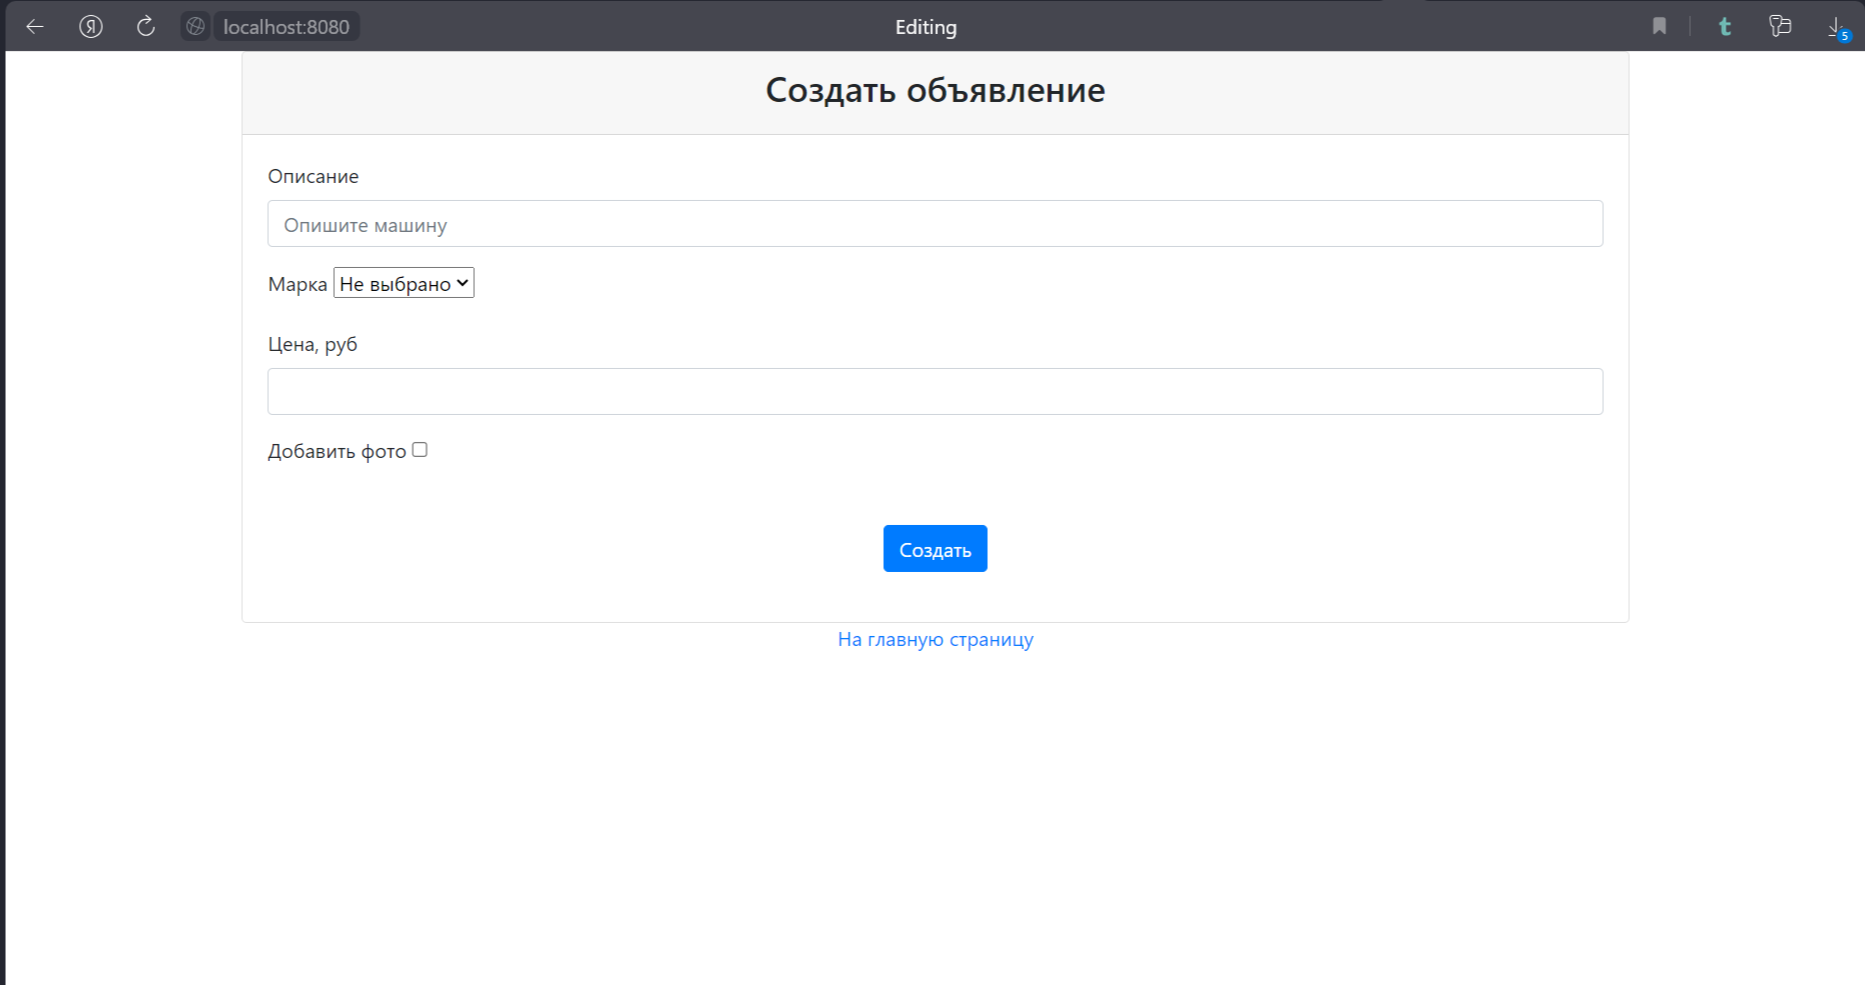 Я localhost:8080 Editing t 5
Создать объявление
Описание
Опишите машину
Марка Не выбрано
Цена, руб
Добавить фото
Создать
На главную страницу